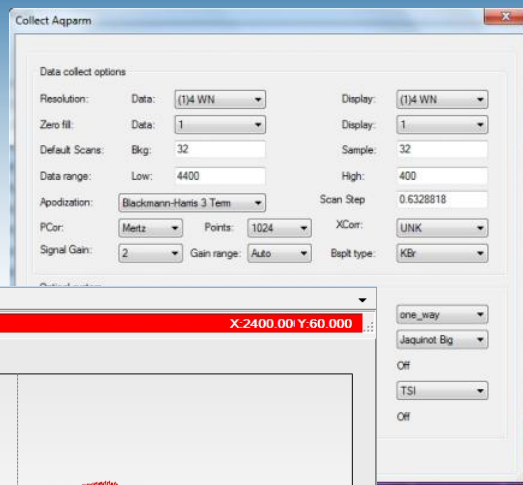 Collect Aqparm
x
Data collect options
Resolution: Data: (1)4 WN Display: (1)4 WN
Zero fill: Data: 1 Display: 1
Default Scans: Bkg: 32 Sample: 32
Data range: Low: 4400 High: 400
Apodization: Blackmann-Harris 3 Term Scan Step 0.6328818
PCor: Mertz Points: 1024 XCorr: UNK
Signal Gain: 2 Gain range: Auto Bsplt type: KBr
one_way
X:2400.00 Y:60.000
Jaquinot Big
Off
TSI
Off